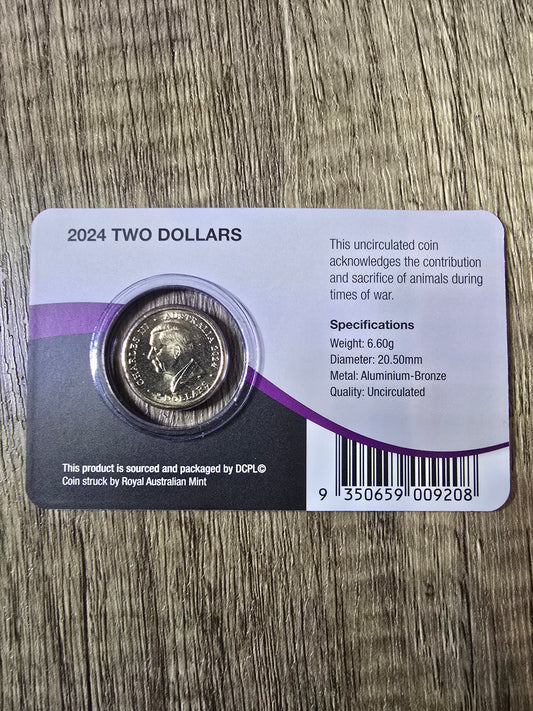 2024 TWO DOLLARS
This uncirculated coin
acknowledges the contribution
and sacrifice of animals during
times of war.
Specifications
Weight: 6.60g
Diameter: 20.50mm
Metal: Aluminium-Bronze
Quality: Uncirculated
CHARLES III • AUSTRALIA 2024
2 DOLLARS
This product is sourced and packaged by DCPL©
Coin struck by Royal Australian Mint
9 350659 009208